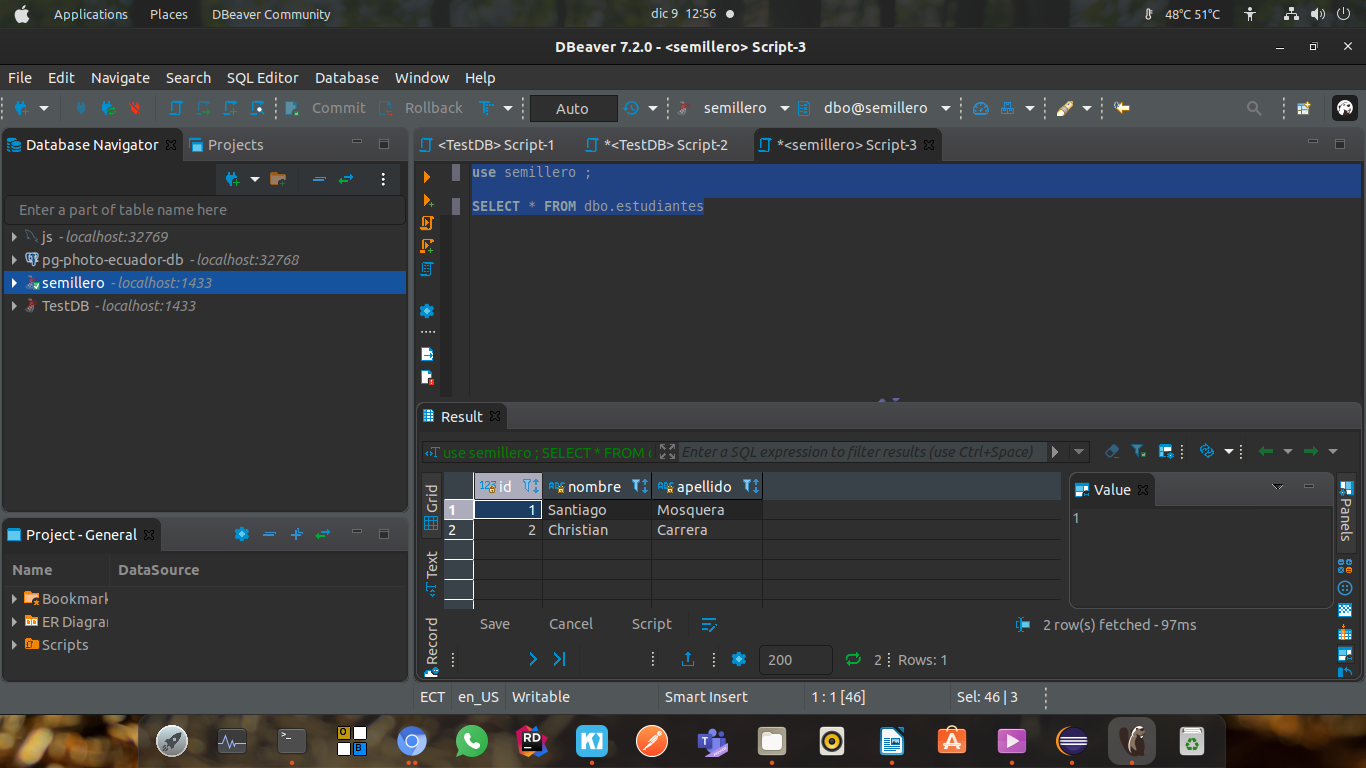 Applications Places DBeaver Community dic 9 12:56 48°C 51°C
DBeaver 7.2.0 - <semillero> Script-3
File Edit Navigate Search SQL Editor Database Window Help
Commit Rollback Auto semillero dbo@semillero
Database Navigator Projects
Enter a part of table name here
js - localhost:32769
pg-photo-ecuador-db - localhost:32768
semillero - localhost:1433
TestDB - localhost:1433
Project - General
Name DataSource
Bookmark
ER Diagra
Scripts
<TestDB> Script-1 *<TestDB> Script-2 *<semillero> Script-3
use semillero ;
SELECT * FROM dbo.estudiantes
Result
use semillero ; SELECT * FROM Enter a SQL expression to filter results (use Ctrl+Space)
Grid
Text
Record
123 id ABC nombre ABC apellido
1 1 Santiago Mosquera
2 2 Christian Carrera
Value
1
Panels
Save Cancel Script 2 row(s) fetched - 97ms
200 2 Rows: 1
ECT en_US Writable Smart Insert 1 : 1 [46] Sel: 46 | 3
>_ O B RD K T A